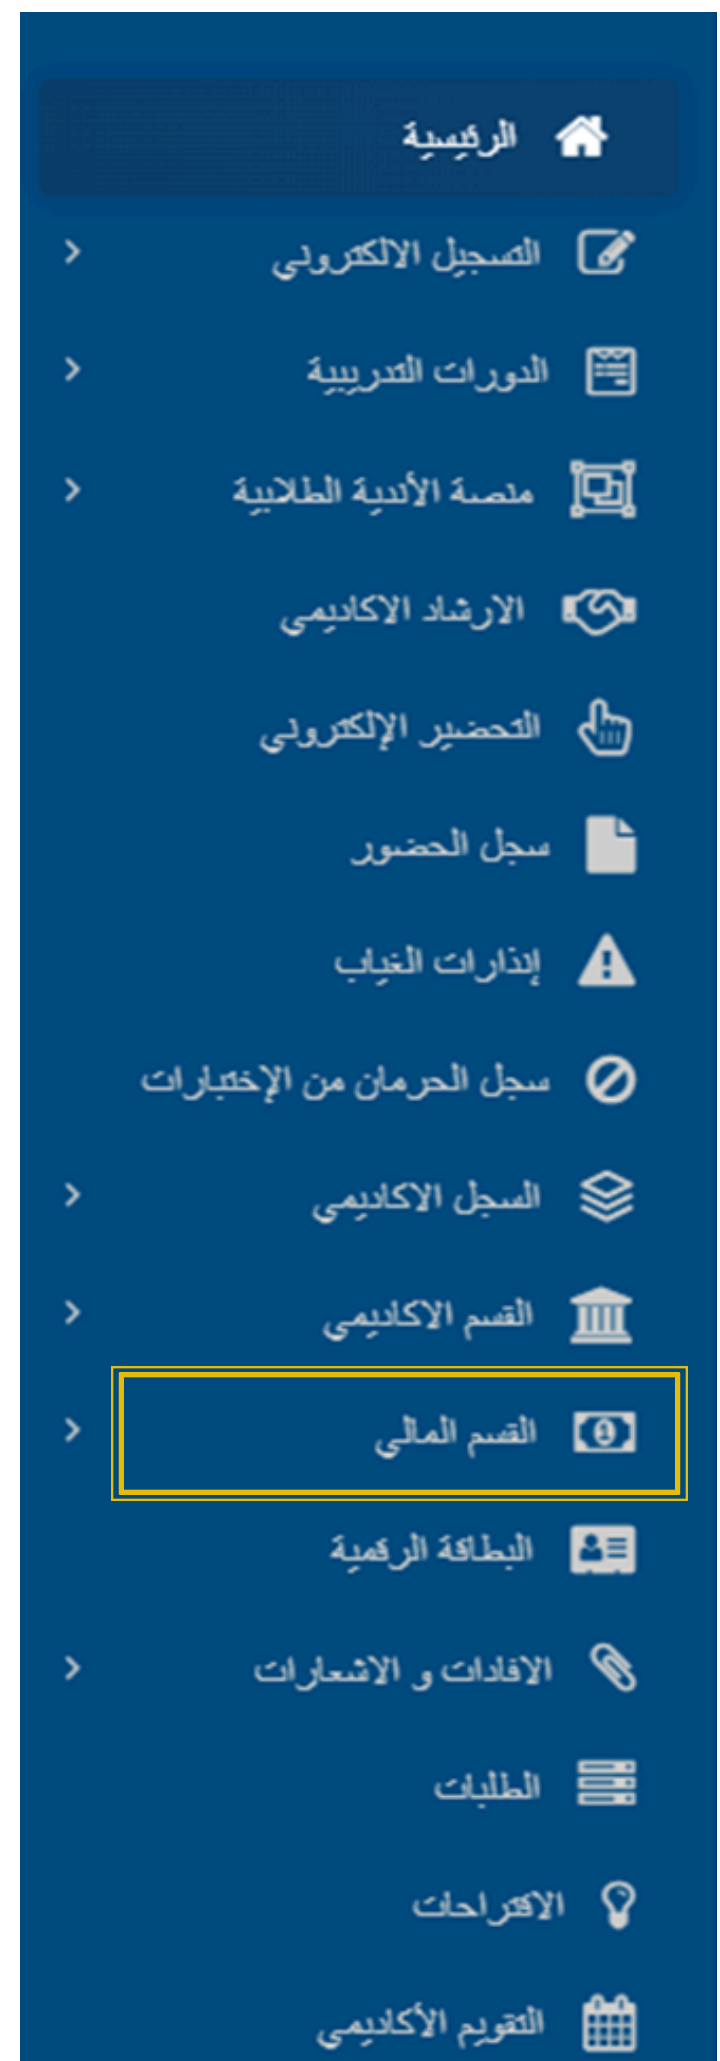 الرئيسية
التسجيل الالكتروني
الدورات التدريبية
منصة الأندية الطلابية
الارشاد الاكاديمي
التحضير الإلكتروني
سجل الحضور
إنذارات الغياب
سجل الحرمان من الإختبارات
السجل الاكاديمي
القسم الاكاديمي
القسم المالي
البطاقة الرقمية
الافادات و الاشعارات
الطلبات
الاقتراحات
التقويم الأكاديمي